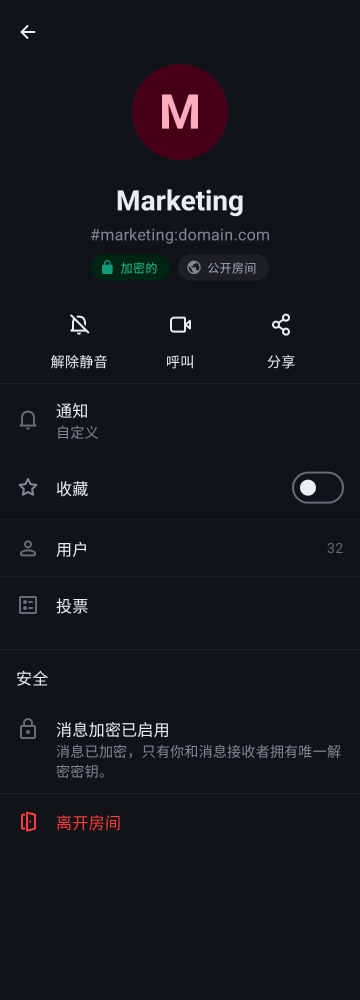 M
Marketing
#marketing:domain.com
加密的 公开房间
解除静音 呼叫 分享
通知
自定义
收藏
用户 32
投票
安全
消息加密已启用
消息已加密，只有你和消息接收者拥有唯一解
密密钥。
离开房间